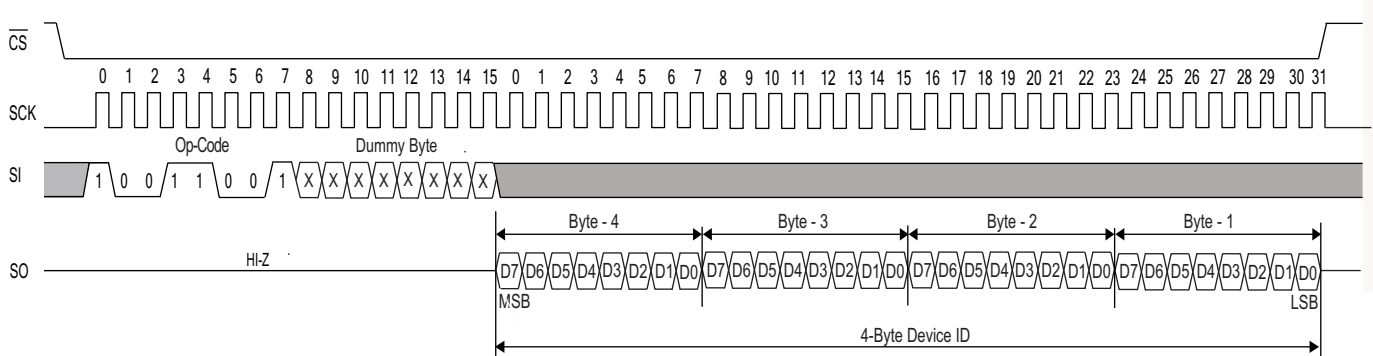 CS
0 1 2 3 4 5 6 7 8 9 10 11 12 13 14 15 0 1 2 3 4 5 6 7 8 9 10 11 12 13 14 15 16 17 18 19 20 21 22 23 24 25 26 27 28 29 30 31
SCK
Op-Code Dummy Byte
SI 1 0 0 1 1 0 0 1 X X X X X X X X
Byte - 4 Byte - 3 Byte - 2 Byte - 1
SO HI-Z D7 D6 D5 D4 D3 D2 D1 D0 D7 D6 D5 D4 D3 D2 D1 D0 D7 D6 D5 D4 D3 D2 D1 D0 D7 D6 D5 D4 D3 D2 D1 D0
MSB LSB
4-Byte Device ID